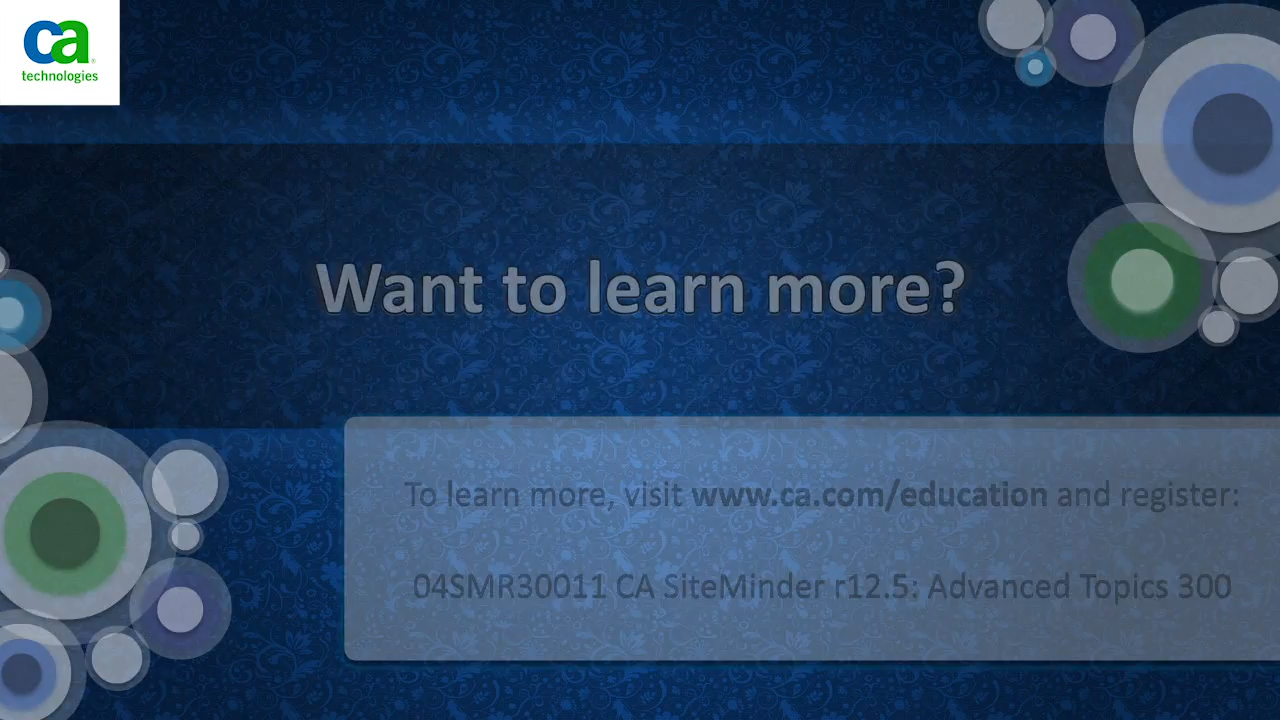 ca
technologies
Want to learn more?
To learn more, visit www.ca.com/education and register:
04SMR30011 CA SiteMinder r12.5: Advanced Topics 300